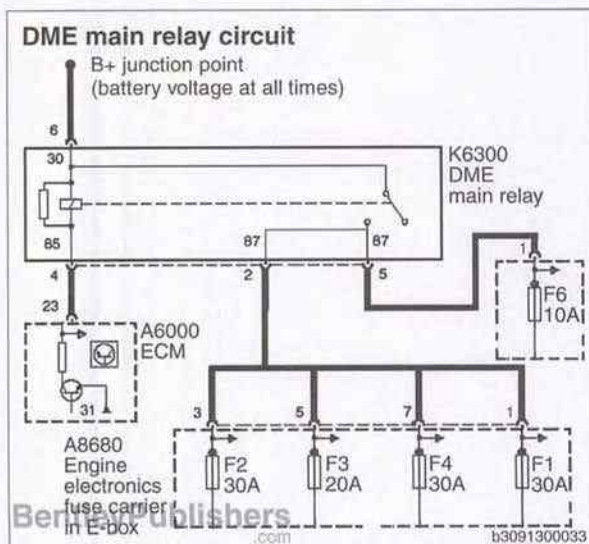 DME main relay circuit
B+ junction point
(battery voltage at all times)
6
30
K6300
DME
main relay
85
87
87
4
2
5
1
F6
10A
23
A6000
ECM
31
3
5
7
1
A8680
Engine
electronics
fuse carrier
in E-box
F2
30A
F3
20A
F4
30A
F1
30A
BentleyPublishers
.com
b3091300033